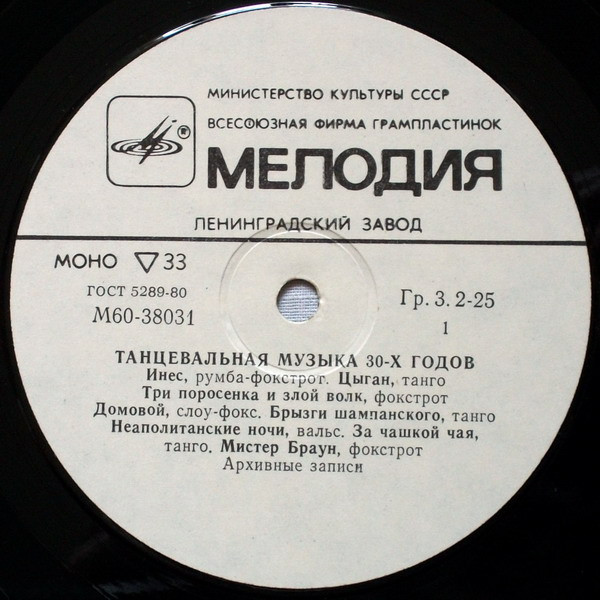 МИНИСТЕРСТВО КУЛЬТУРЫ СССР
ВСЕСОЮЗНАЯ ФИРМА ГРАМПЛАСТИНОК
®
МЕЛОДИЯ
ЛЕНИНГРАДСКИЙ ЗАВОД
МОНО ▽ 33
ГОСТ 5289-80
М60-38031
Гр. 3. 2-25
1
ТАНЦЕВАЛЬНАЯ МУЗЫКА 30-Х ГОДОВ
Инес, румба-фокстрот. Цыган, танго
Три поросенка и злой волк, фокстрот
Домовой, слоу-фокс. Брызги шампанского, танго
Неаполитанские ночи, вальс. За чашкой чая,
танго. Мистер Браун, фокстрот
Архивные записи